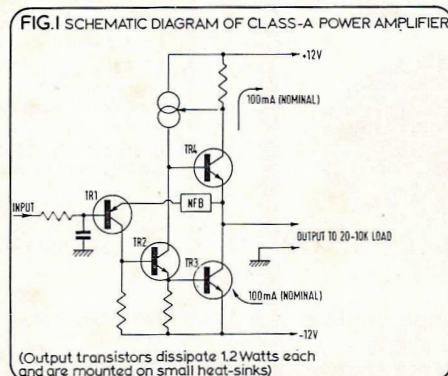 FIG.1 SCHEMATIC DIAGRAM OF CLASS-A POWER AMPLIFIER
+12V
100mA (NOMINAL)
TR4
INPUT
TR1
NFB
OUTPUT TO 20-10K LOAD
TR2
TR3
100mA (NOMINAL)
-12V
(Output transistors dissipate 1.2 Watts each
and are mounted on small heat-sinks)